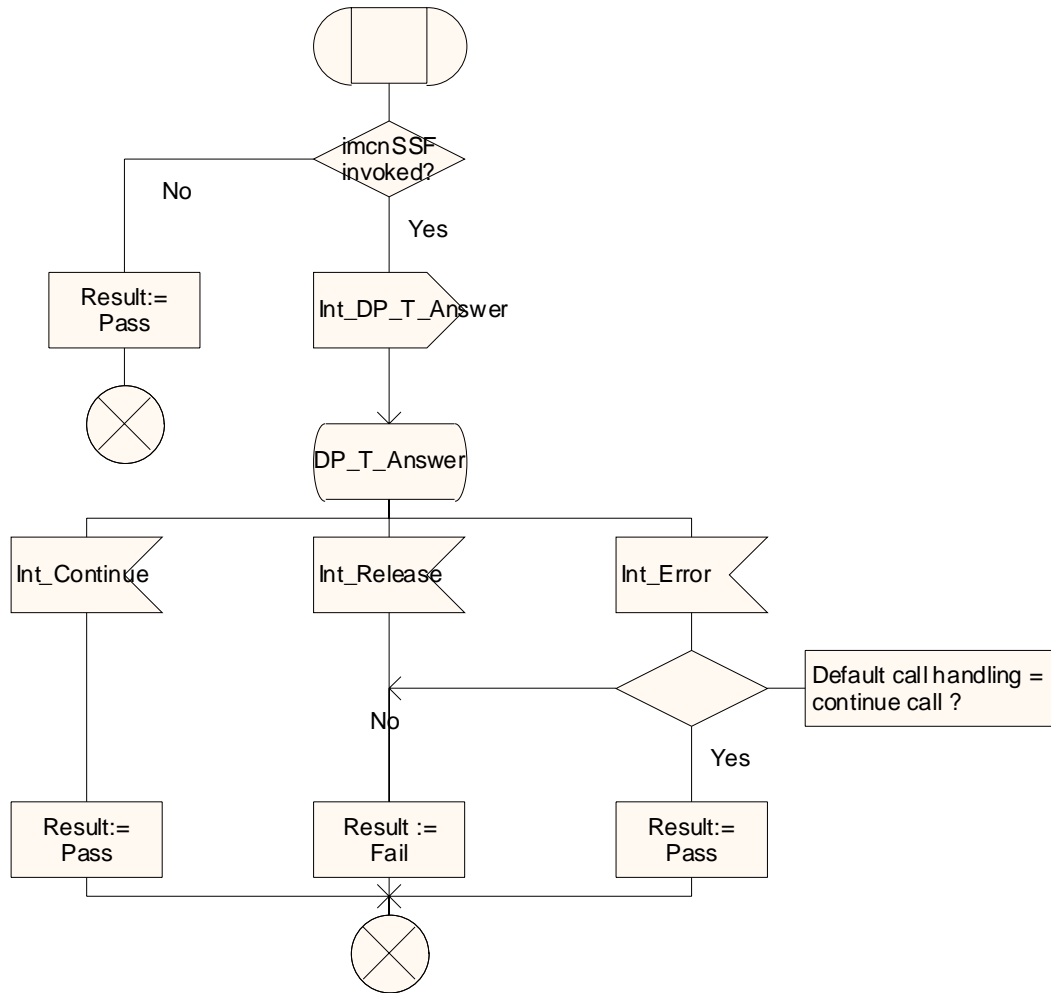 imcnSSF
invoked?
No
Yes
Result:=
Pass
Int_DP_T_Answer
DP_T_Answer
Int_Continue
Int_Release
Int_Error
Default call handling =
continue call ?
No
Yes
Result:=
Pass
Result :=
Fail
Result:=
Pass